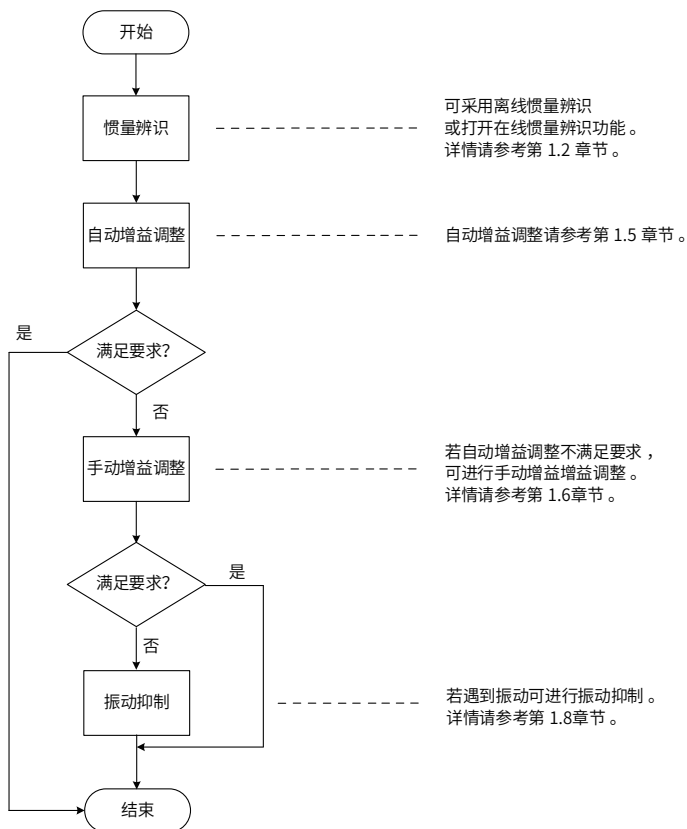 开始
惯量辨识
可采用离线惯量辨识
或打开在线惯量辨识功能。
详情请参考第 1.2 章节。
自动增益调整
自动增益调整请参考第 1.5 章节。
是
满足要求?
否
手动增益调整
若自动增益调整不满足要求，
可进行手动增益增益调整。
详情请参考第 1.6章节。
满足要求?
是
否
振动抑制
若遇到振动可进行振动抑制。
详情请参考第 1.8章节。
结束